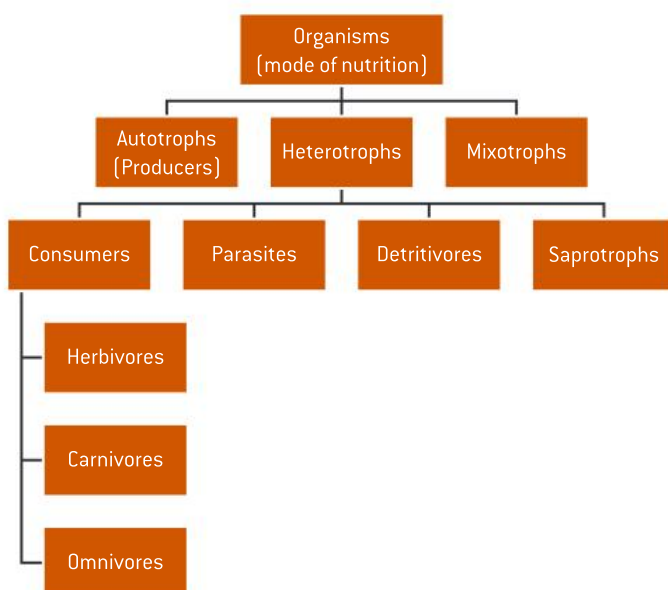 Organisms
(mode of nutrition)
Autotrophs
(Producers)
Heterotrophs
Mixotrophs
Consumers
Parasites
Detritivores
Saprotrophs
Herbivores
Carnivores
Omnivores